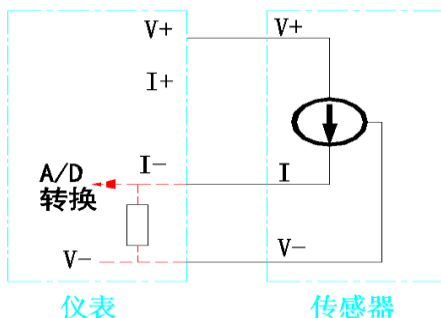 V+ V+
I+
A/D I- I
转换
V- V-
仪表 传感器